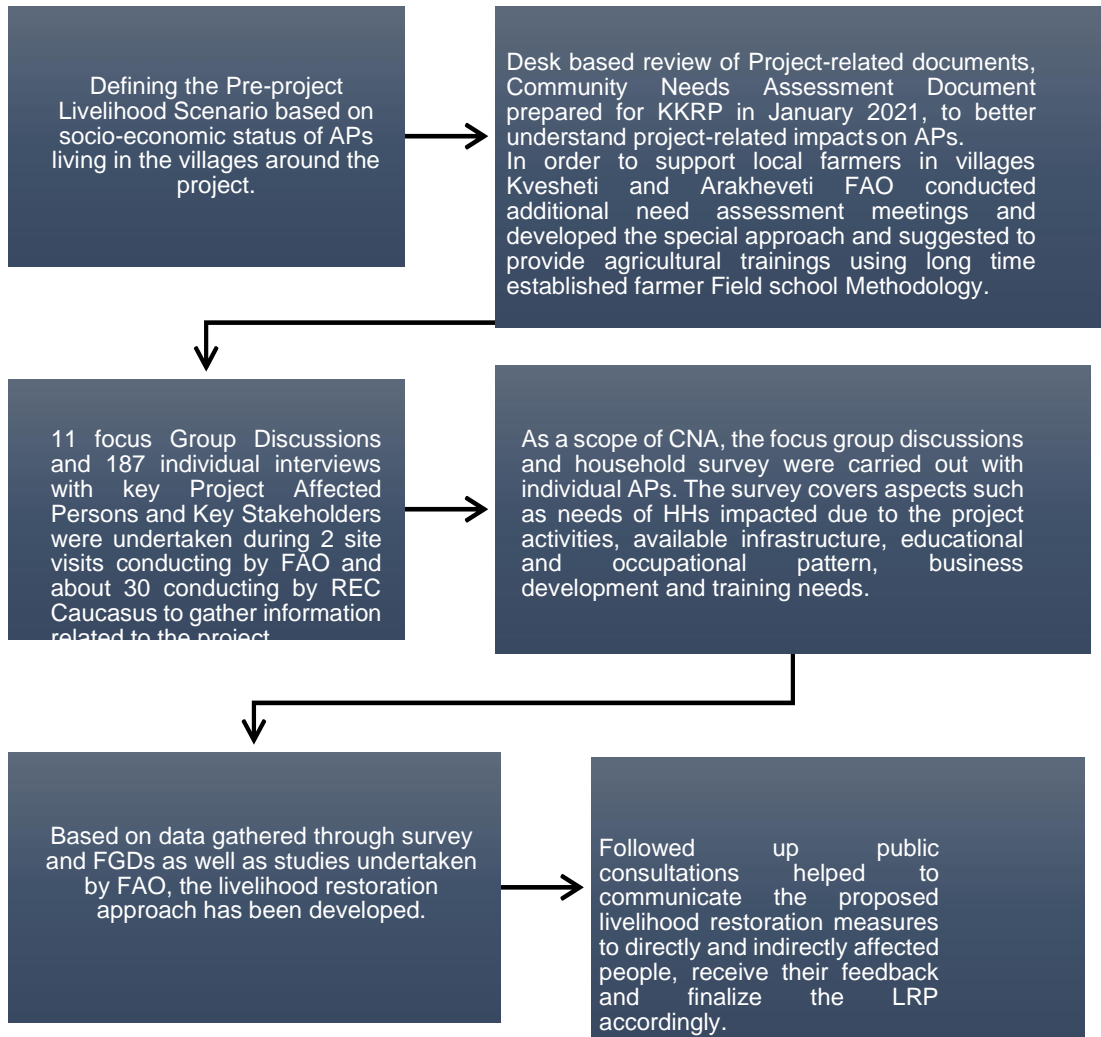 Defining the Pre-project
Livelihood Scenario based on
socio-economic status of APs
living in the villages around the
project.
Desk based review of Project-related documents,
Community Needs Assessment Document
prepared for KKRP in January 2021, to better
understand project-related impacts on APs.
In order to support local farmers in villages
Kvesheti and Arakheveti FAO conducted
additional need assessment meetings and
developed the special approach and suggested to
provide agricultural trainings using long time
established farmer Field school Methodology.
11 focus Group Discussions
and 187 individual interviews
with key Project Affected
Persons and Key Stakeholders
were undertaken during 2 site
visits conducting by FAO and
about 30 conducting by REC
Caucasus to gather information
related to the project
As a scope of CNA, the focus group discussions
and household survey were carried out with
individual APs. The survey covers aspects such
as needs of HHs impacted due to the project
activities, available infrastructure, educational
and occupational pattern, business
development and training needs.
Based on data gathered through survey
and FGDs as well as studies undertaken
by FAO, the livelihood restoration
approach has been developed.
Followed up public
consultations helped to
communicate the proposed
livelihood restoration measures
to directly and indirectly affected
people, receive their feedback
and finalize the LRP
accordingly.